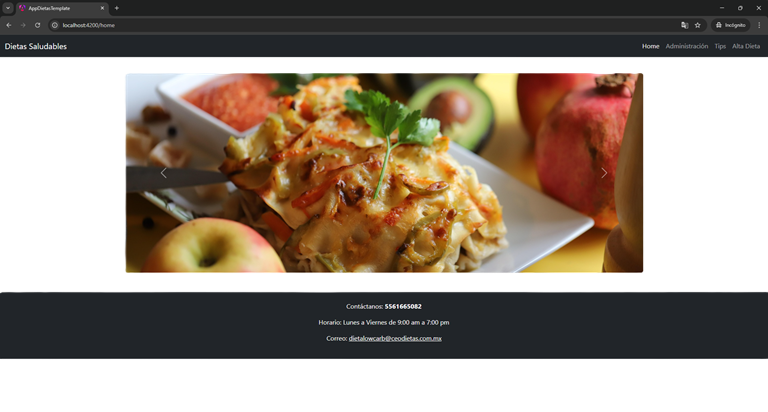 AppDietasTemplate
localhost:4200/home
Incógnito
Dietas Saludables
Home Administración Tips Alta Dieta
Contáctanos: 5561665082
Horario: Lunes a Viernes de 9:00 am a 7:00 pm
Correo: dietalowcarb@ceodietas.com.mx